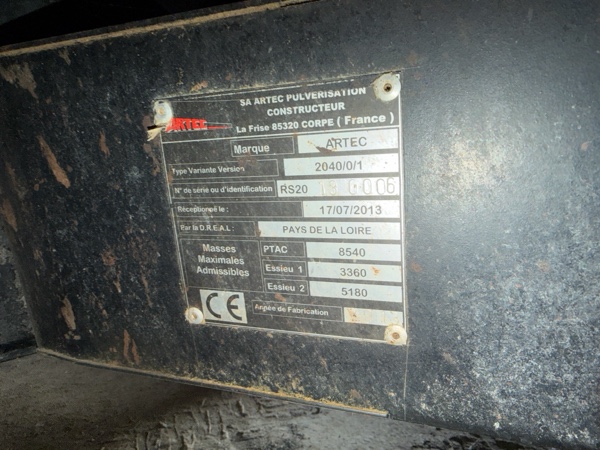 SA ARTEC PULVERISATION
CONSTRUCTEUR
ARTEC La Frise 85320 CORPE ( France )
Marque ARTEC
Type Variante Version 2040/0/1
N° de série ou d'identification RS20
Réceptionné le : 17/07/2013
Par la D.R.E.A.L : PAYS DE LA LOIRE
Masses Maximales Admissibles PTAC 8540
Essieu 1 3360
Essieu 2 5180
CE Année de Fabrication